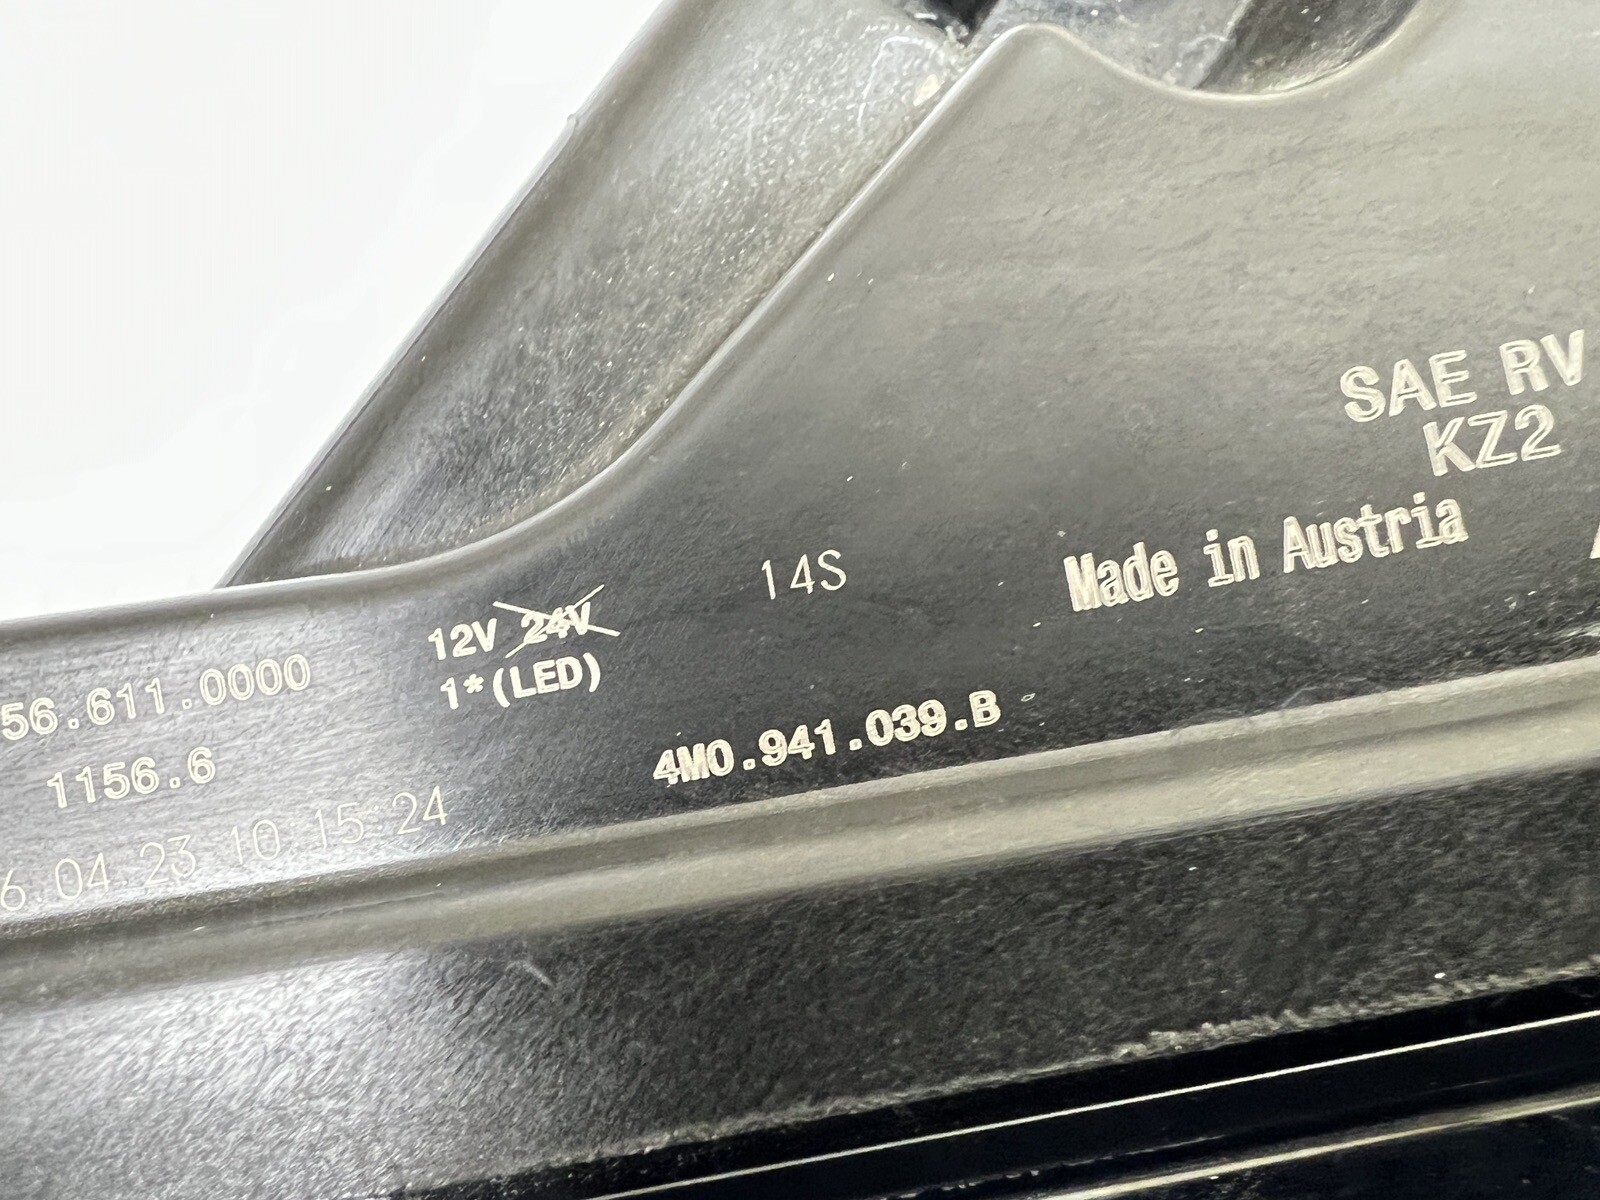 SAE RV
KZ2
Made in Austria
14S
12V 24V
1*(LED)
56.611.0000
4M0.941.039.B
1156.6
6.04.23 10:15:24